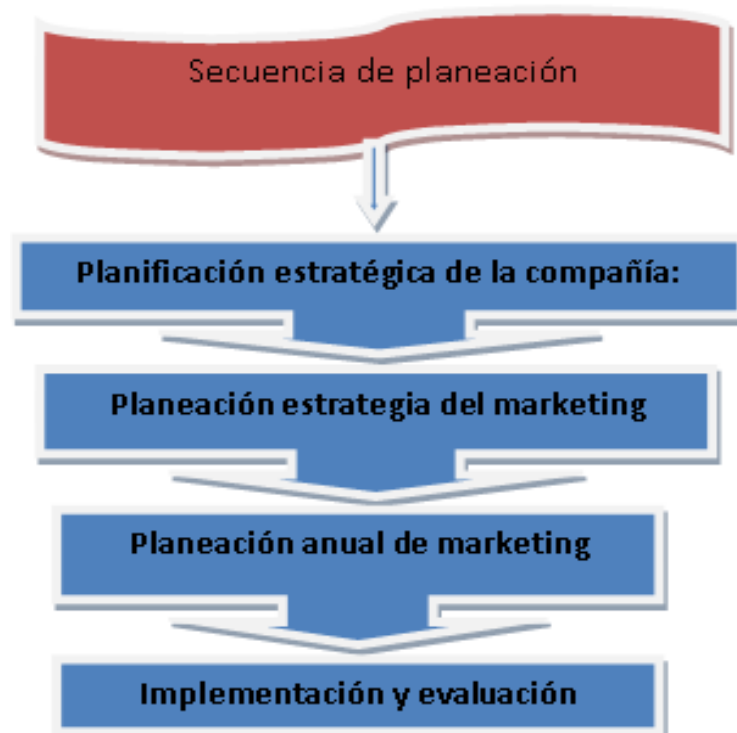 Secuencia de planeación
Planificación estratégica de la compañía:
Planeación estrategia del marketing
Planeación anual de marketing
Implementación y evaluación